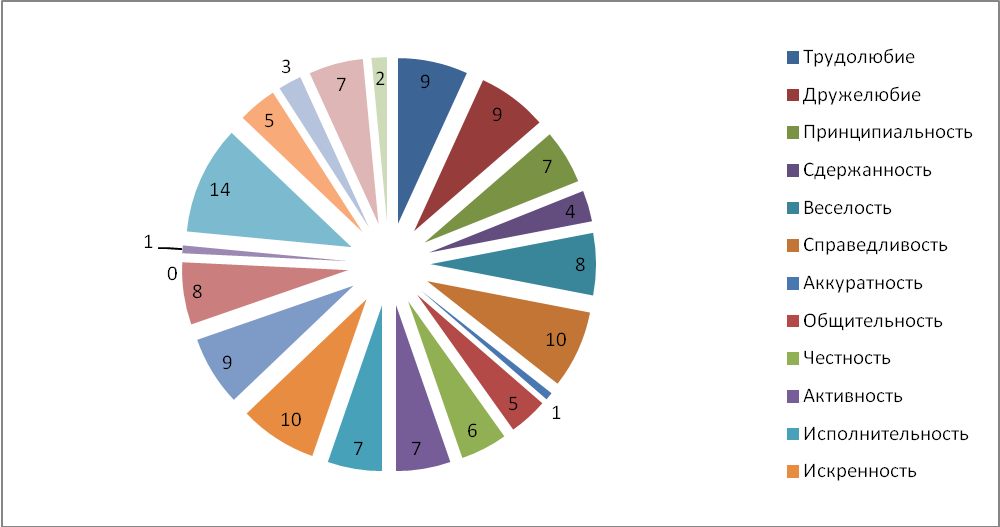 9
9
7
4
8
10
1
5
6
7
7
10
9
8
0
1
14
5
3
7
2
Трудолюбие
Дружелюбие
Принципиальность
Сдержанность
Веселость
Справедливость
Аккуратность
Общительность
Честность
Активность
Исполнительность
Искренность